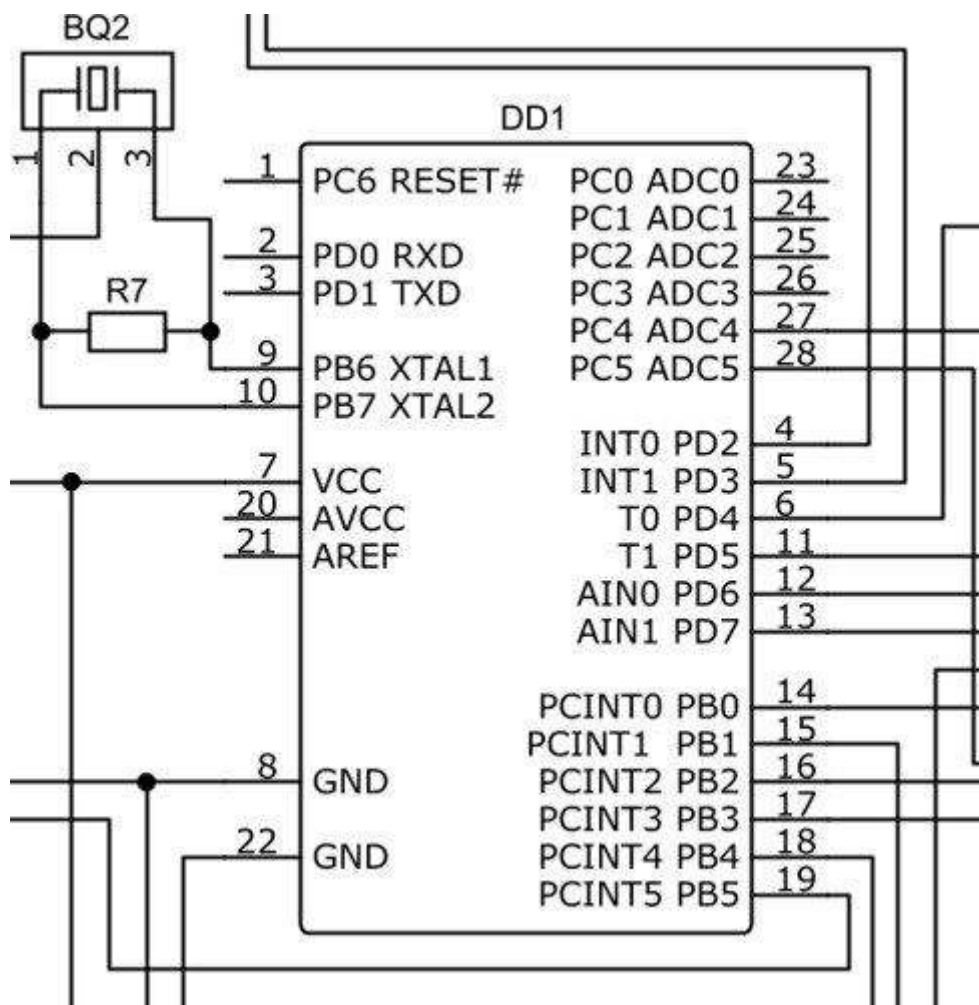 BQ2
1 2 3
R7
DD1
1 PC6 RESET#
2 PD0 RXD
3 PD1 TXD
9 PB6 XTAL1
10 PB7 XTAL2
7 VCC
20 AVCC
21 AREF
8 GND
22 GND
PC0 ADC0 23
PC1 ADC1 24
PC2 ADC2 25
PC3 ADC3 26
PC4 ADC4 27
PC5 ADC5 28
INT0 PD2 4
INT1 PD3 5
T0 PD4 6
T1 PD5 11
AIN0 PD6 12
AIN1 PD7 13
PCINT0 PB0 14
PCINT1 PB1 15
PCINT2 PB2 16
PCINT3 PB3 17
PCINT4 PB4 18
PCINT5 PB5 19